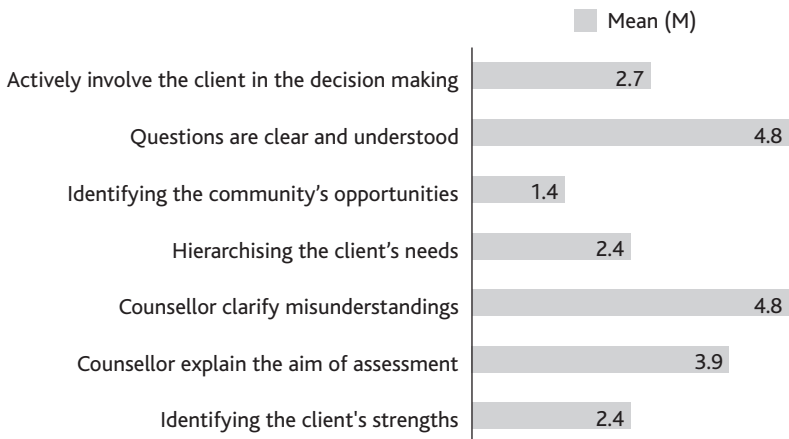 Mean (M)
Actively involve the client in the decision making 2.7
Questions are clear and understood 4.8
Identifying the community’s opportunities 1.4
Hierarchising the client’s needs 2.4
Counsellor clarify misunderstandings 4.8
Counsellor explain the aim of assessment 3.9
Identifying the client's strengths 2.4